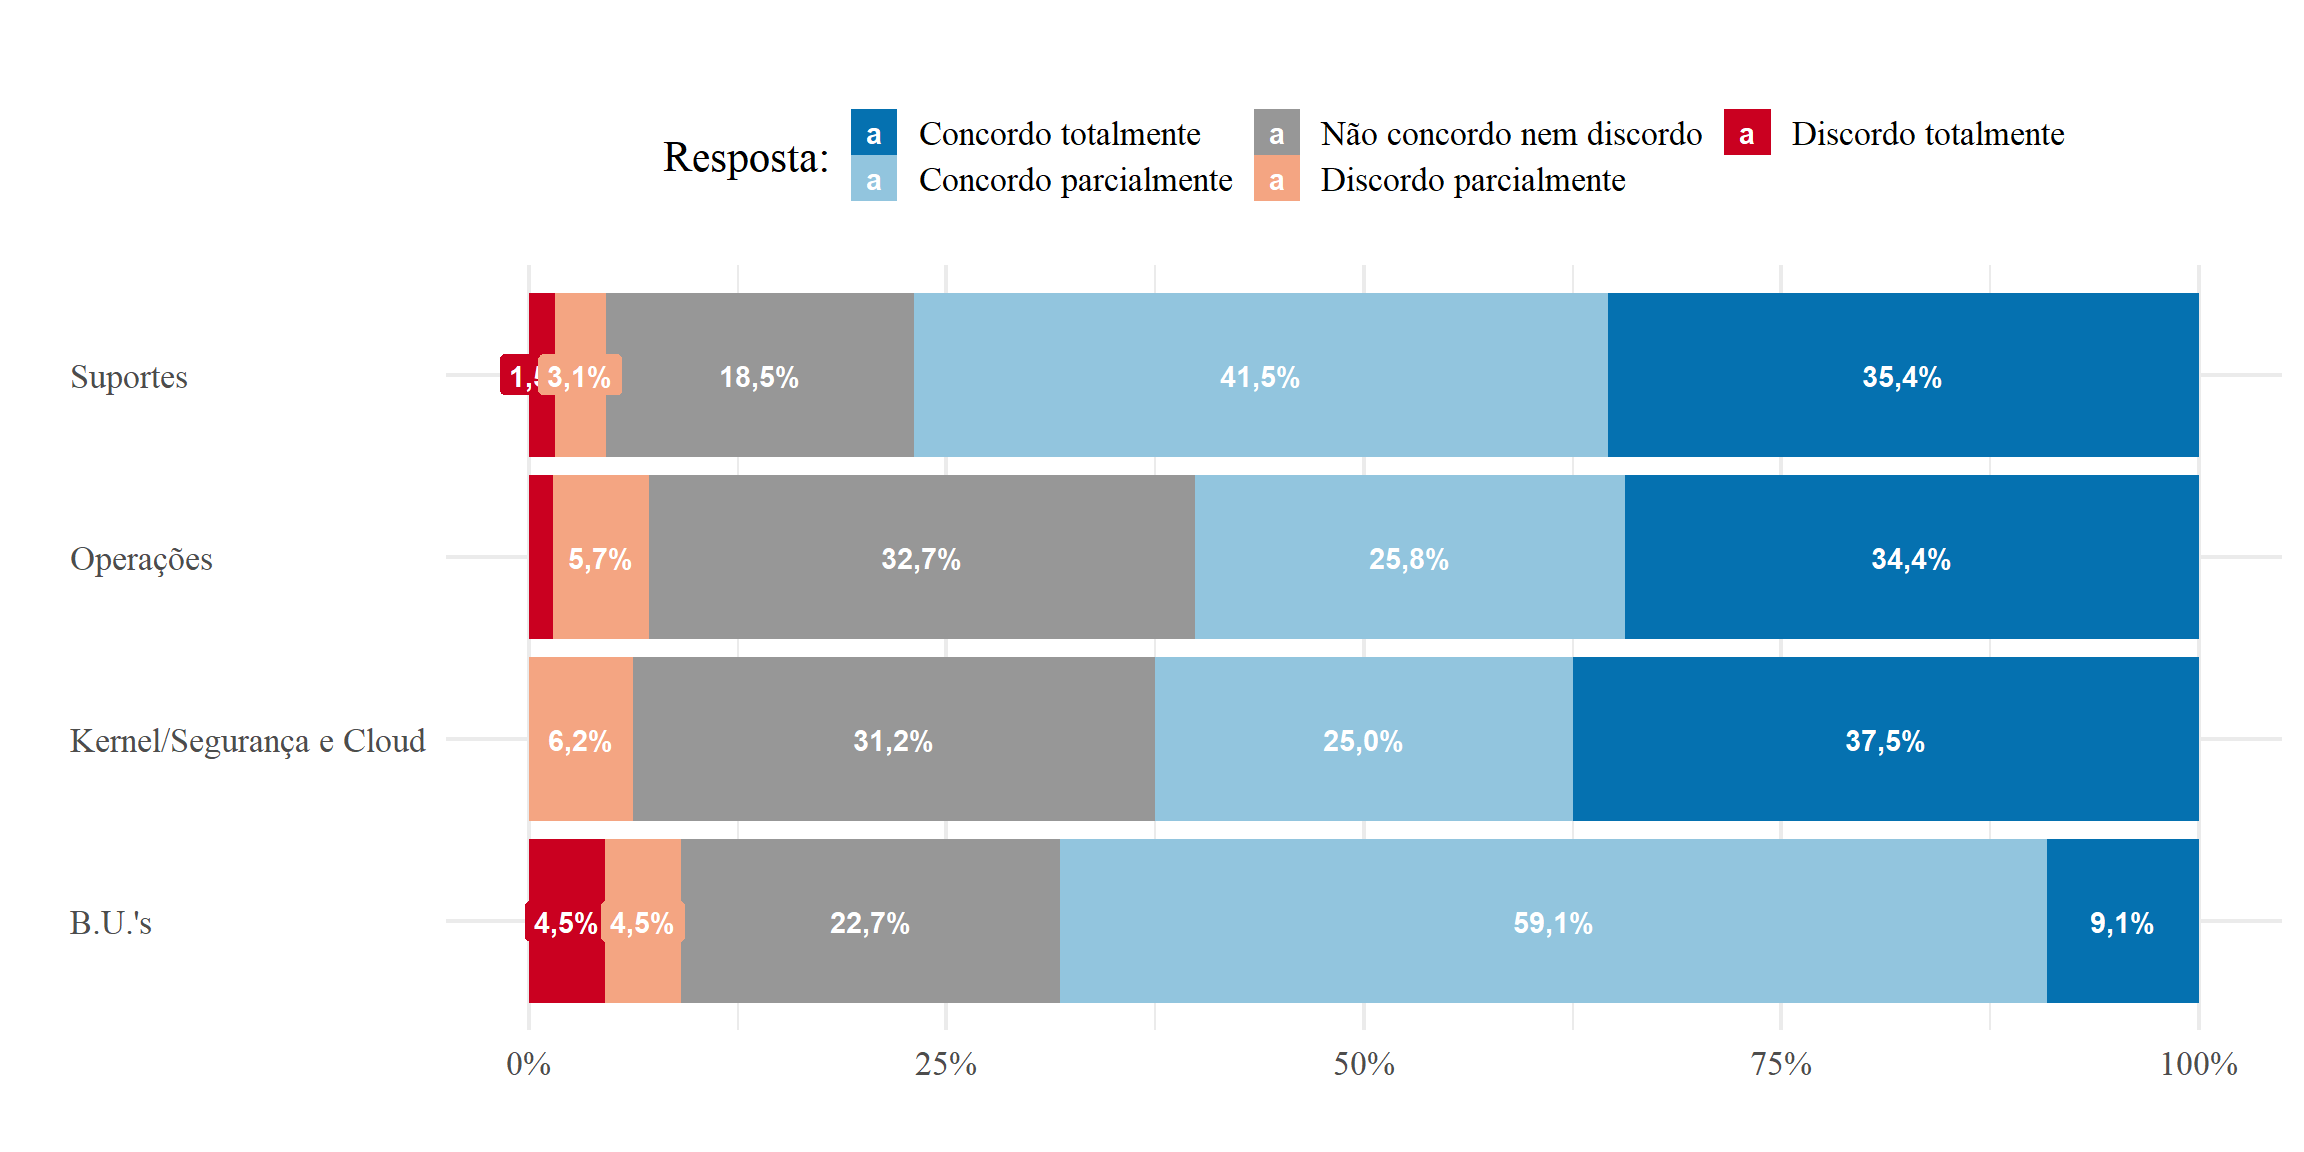 Resposta:
a Concordo totalmente a Não concordo nem discordo a Discordo totalmente
a Concordo parcialmente a Discordo parcialmente
Suportes 3,1% 18,5% 41,5% 35,4%
Operações 5,7% 32,7% 25,8% 34,4%
Kernel/Segurança e Cloud 6,2% 31,2% 25,0% 37,5%
B.U.'s 4,5% 4,5% 22,7% 59,1% 9,1%
0% 25% 50% 75% 100%